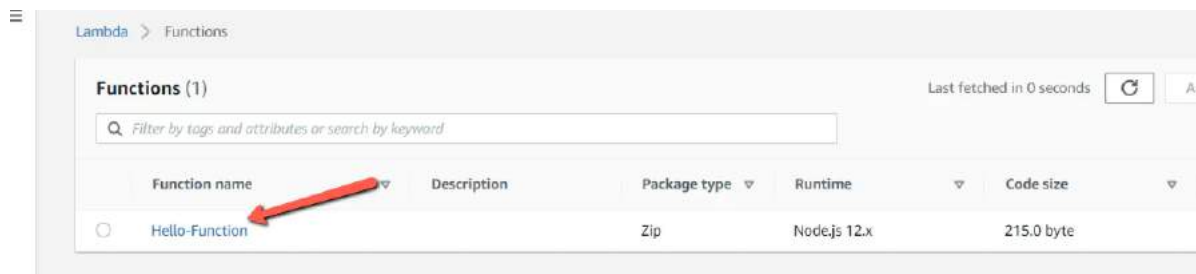 Lambda > Functions
Functions (1) Last fetched in 0 seconds A
Filter by tags and attributes or search by keyword
Function name Description Package type Runtime Code size
Hello-Function Zip Node.js 12.x 215.0 byte